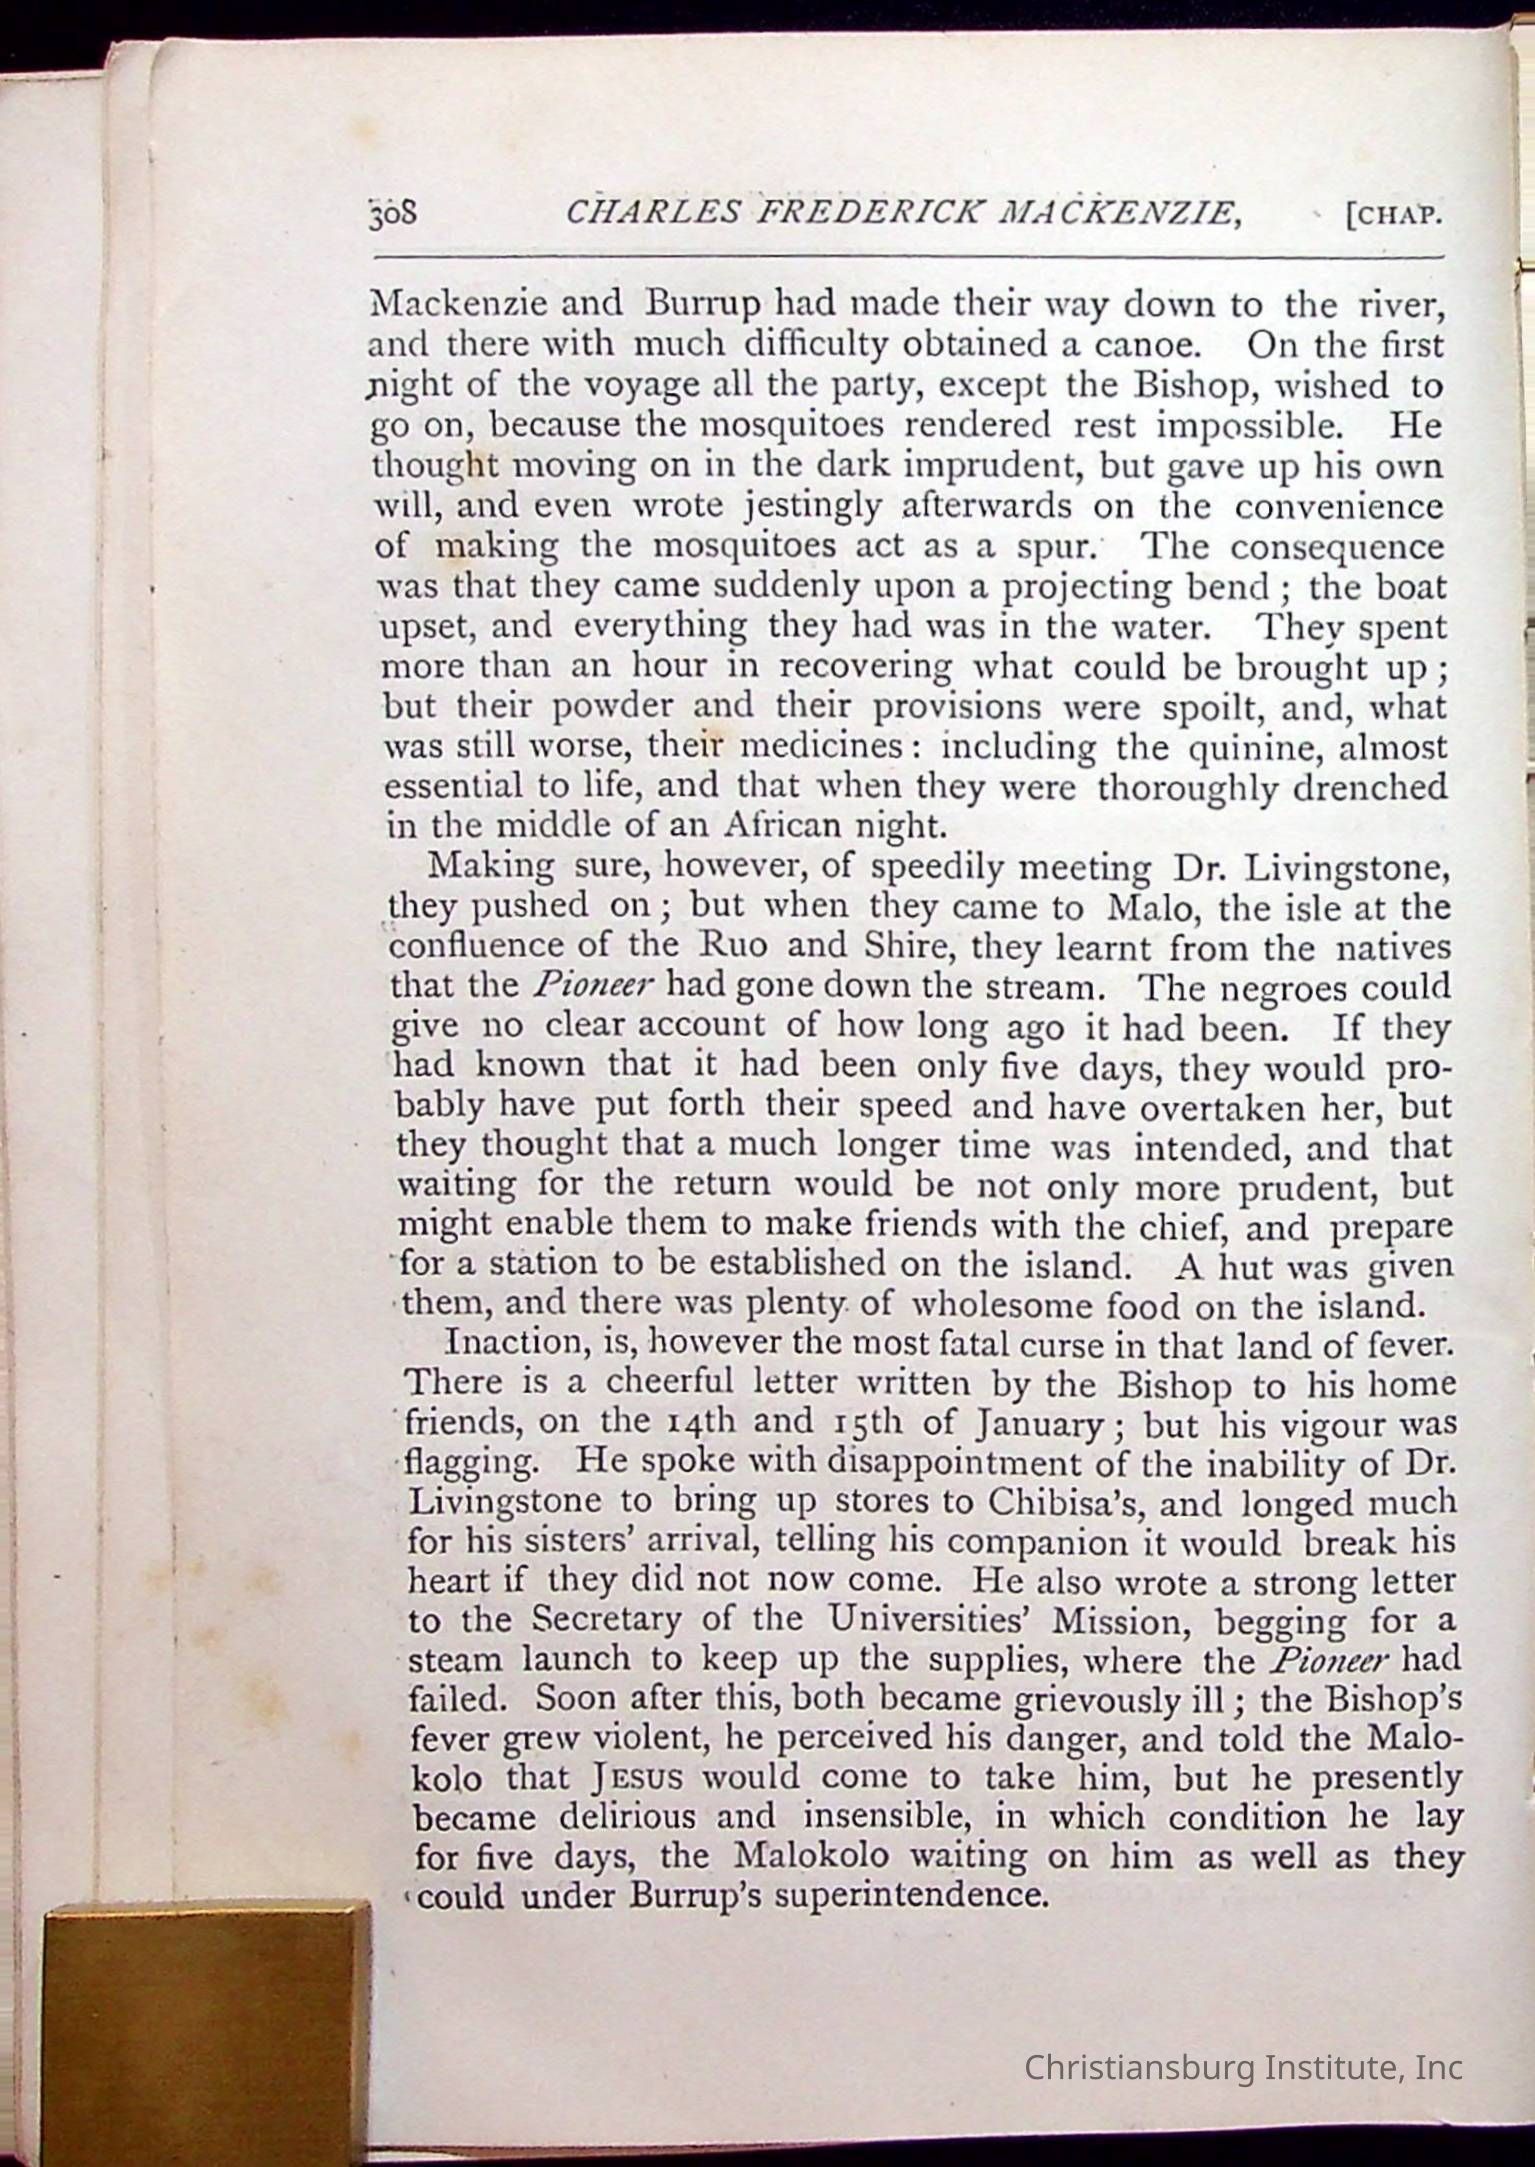 308 CHARLES FREDERICK MACKENZIE, [CHAP.
Mackenzie and Burrup had made their way down to the river,
and there with much difficulty obtained a canoe. On the first
night of the voyage all the party, except the Bishop, wished to
go on, because the mosquitoes rendered rest impossible. He
thought moving on in the dark imprudent, but gave up his own
will, and even wrote jestingly afterwards on the convenience
of making the mosquitoes act as a spur. The consequence
was that they came suddenly upon a projecting bend ; the boat
upset, and everything they had was in the water. They spent
more than an hour in recovering what could be brought up ;
but their powder and their provisions were spoilt, and, what
was still worse, their medicines : including the quinine, almost
essential to life, and that when they were thoroughly drenched
in the middle of an African night.
Making sure, however, of speedily meeting Dr. Livingstone,
they pushed on ; but when they came to Malo, the isle at the
confluence of the Ruo and Shire, they learnt from the natives
that the Pioneer had gone down the stream. The negroes could
give no clear account of how long ago it had been. If they
had known that it had been only five days, they would pro-
bably have put forth their speed and have overtaken her, but
they thought that a much longer time was intended, and that
waiting for the return would be not only more prudent, but
might enable them to make friends with the chief, and prepare
for a station to be established on the island. A hut was given
them, and there was plenty of wholesome food on the island.
Inaction, is, however the most fatal curse in that land of fever.
There is a cheerful letter written by the Bishop to his home
friends, on the 14th and 15th of January ; but his vigour was
flagging. He spoke with disappointment of the inability of Dr.
Livingstone to bring up stores to Chibisa's, and longed much
for his sisters' arrival, telling his companion it would break his
heart if they did not now come. He also wrote a strong letter
to the Secretary of the Universities' Mission, begging for a
steam launch to keep up the supplies, where the Pioneer had
failed. Soon after this, both became grievously ill ; the Bishop's
fever grew violent, he perceived his danger, and told the Malo-
kolo that JESUS would come to take him, but he presently
became delirious and insensible, in which condition he lay
for five days, the Malokolo waiting on him as well as they
could under Burrup's superintendence.
Christiansburg Institute, Inc